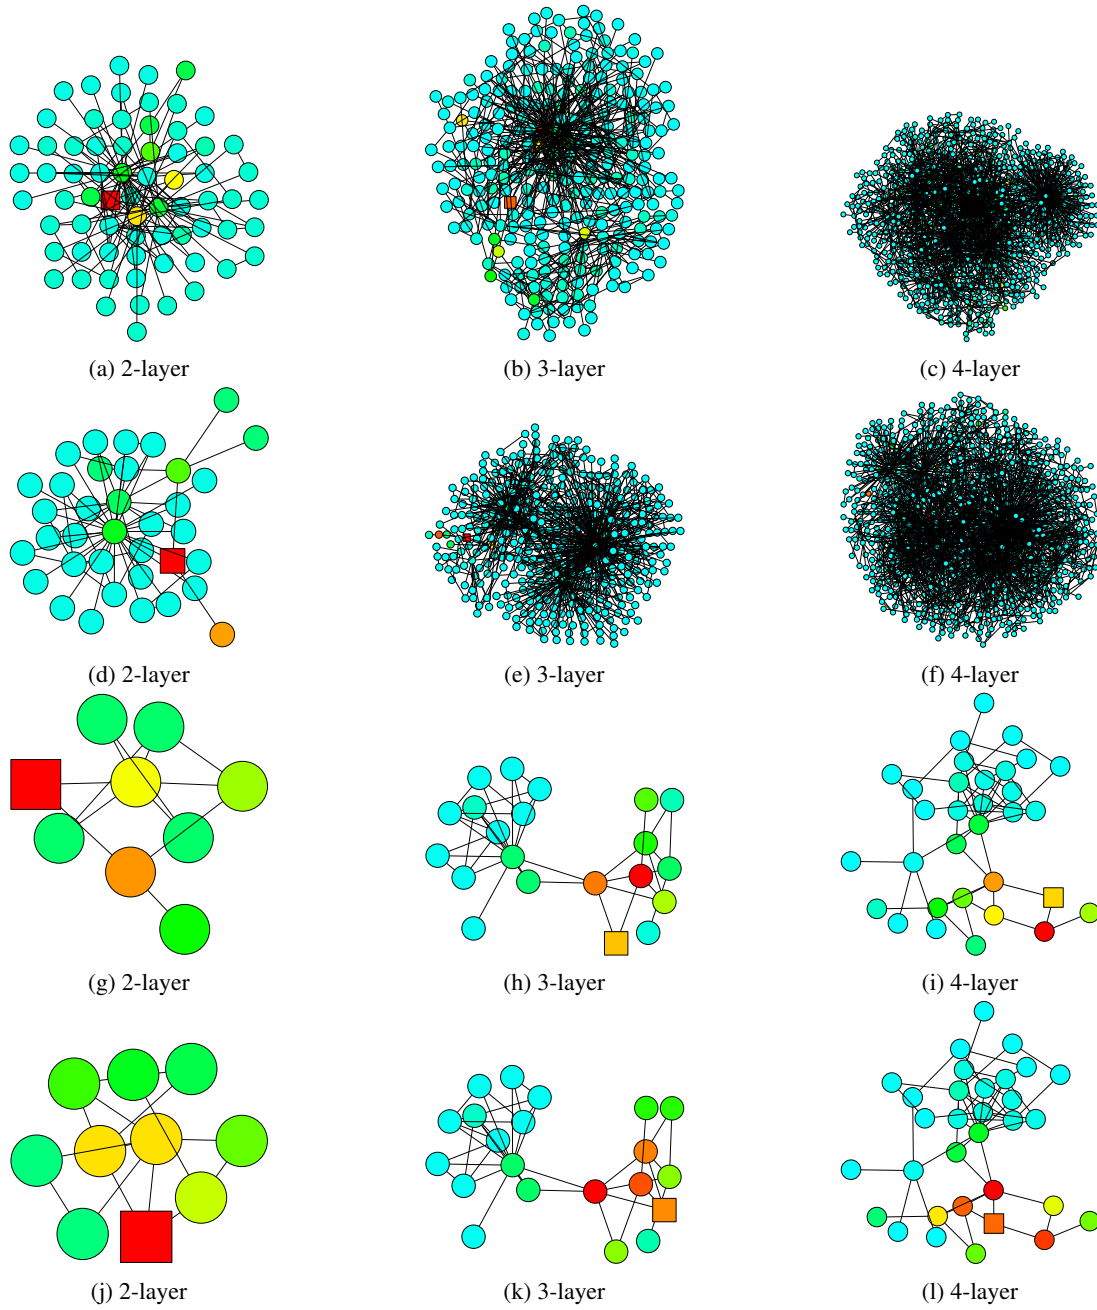 (a) 2-layer
(b) 3-layer
(c) 4-layer
(d) 2-layer
(e) 3-layer
(f) 4-layer
(g) 2-layer
(h) 3-layer
(i) 4-layer
(j) 2-layer
(k) 3-layer
(l) 4-layer